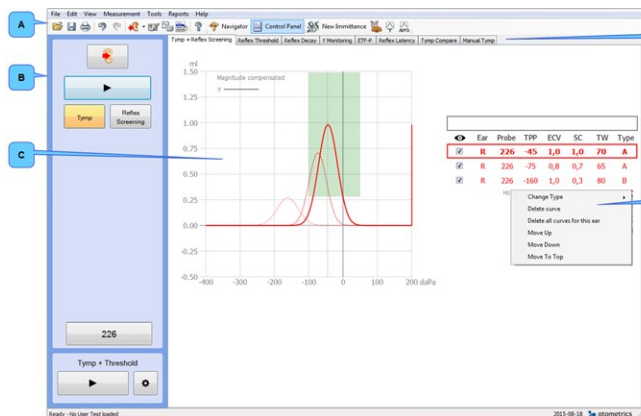 File Edit View Measurement Tools Reports Help
A
Navigator Control Panel New Immittance
Tymp + Reflex Screening Reflex Threshold Reflex Decay Y Monitoring ETF-P Reflex Latency Tymp Compare Manual Tymp
B
Tymp
Reflex Screening
226
Tymp + Threshold
C
ml
1.50
Magnitude compensated
Y
1.25
1.00
0.75
0.50
0.25
0.00
-0.25
-0.50
-400 -300 -200 -100 0 100 200 daPa
Ear Probe TPP ECV SC TW Type
R 226 -45 1,0 1,0 70 A
R 226 -75 0,8 0,7 65 A
R 226 -160 1,0 0,3 80 B
Change Type
Delete curve
Delete all curves for this ear
Move Up
Move Down
Move To Top
Ready - No User Test loaded
2015-08-18 otometrics